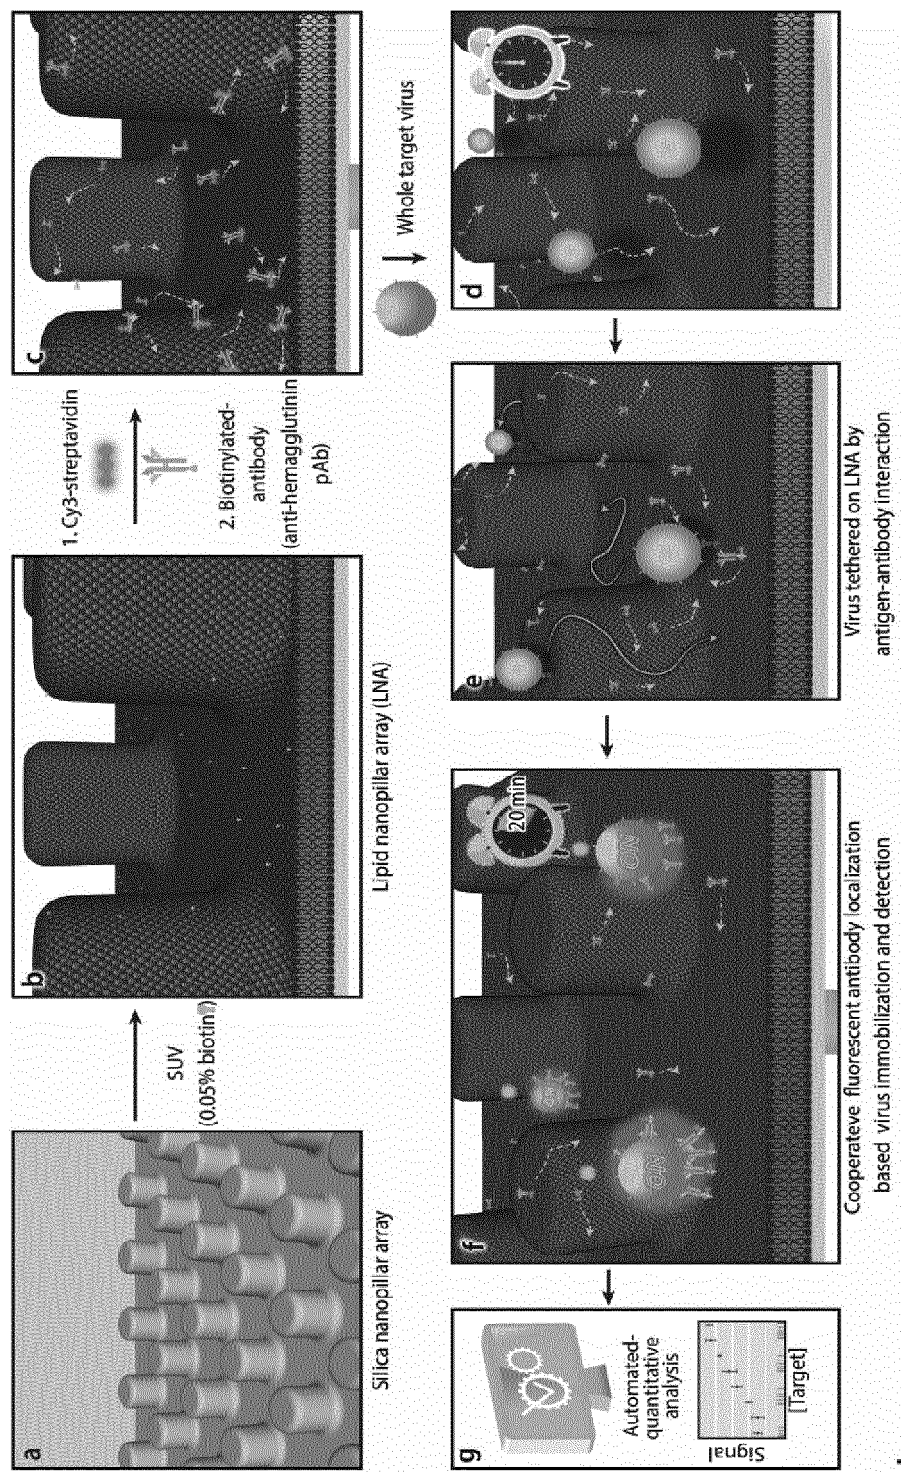 a
Silica nanopillar array
SUV
(0.05% biotin
b
Lipid nanopillar array (LNA)
1. Cy3-streptavidin
2. Biotinylated-
antibody
(anti-hemagglutinin
pAb)
c
Whole target virus
d
e
Virus tethered on LNA by
antigen-antibody interaction
f
20 min
Cooperateve fluorescent antibody localization
based virus immobilization and detection
g
Automated-
quantitative
analysis
Signal
[Target]